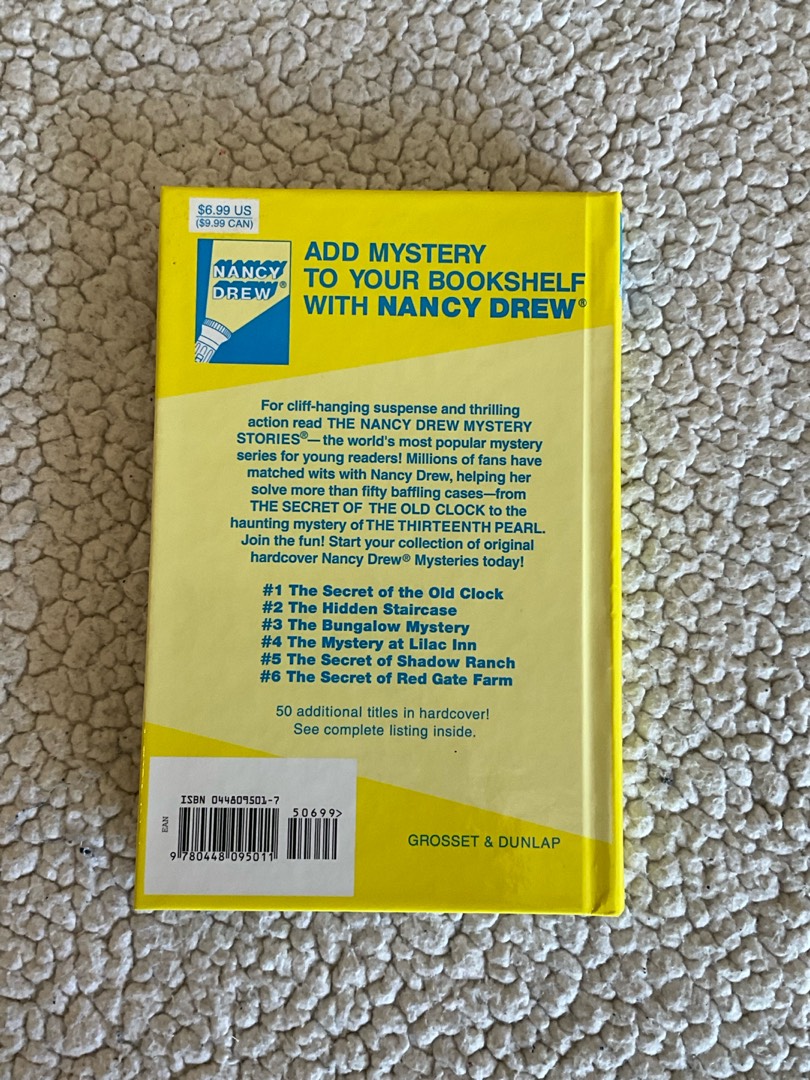 $6.99 US
($9.99 CAN)
NANCY
DREW®
ADD MYSTERY
TO YOUR BOOKSHELF
WITH NANCY DREW®
For cliff-hanging suspense and thrilling
action read THE NANCY DREW MYSTERY
STORIES®—the world's most popular mystery
series for young readers! Millions of fans have
matched wits with Nancy Drew, helping her
solve more than fifty baffling cases—from
THE SECRET OF THE OLD CLOCK to the
haunting mystery of THE THIRTEENTH PEARL.
Join the fun! Start your collection of original
hardcover Nancy Drew® Mysteries today!
#1 The Secret of the Old Clock
#2 The Hidden Staircase
#3 The Bungalow Mystery
#4 The Mystery at Lilac Inn
#5 The Secret of Shadow Ranch
#6 The Secret of Red Gate Farm
50 additional titles in hardcover!
See complete listing inside.
ISBN 044809501-7
50699>
EAN
9 780448 095011
GROSSET & DUNLAP